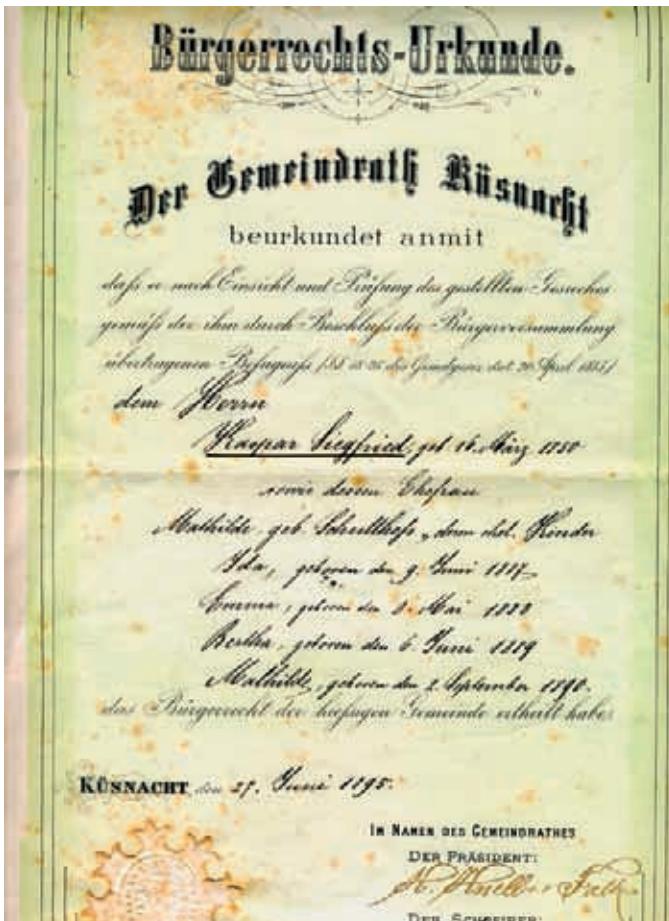 Bürgerrechts-Urkunde.
Der Gemeindrath Küsnacht
beurkundet anmit
daß er nach Einsicht und Prüfung des gestellten Gesuches
gemäß der ihm durch Beschluß der Bürgerversammlung
übertragenen Befugniß
dem Herrn
Kaspar Siegfried, geb. 16. März 1850
sowie dessen Ehefrau
Mathilde, geb. deren ehel. Kinder
Ida, geboren den 9. Juni 1887
Emma, geboren den 8. Mai 1888
Bertha, geboren den 6. Juni 1889
Mathilde, geboren den 2. September 1890.
das Bürgerrecht der hiesigen Gemeinde ertheilt habe.
KÜSNACHT, den 27. Juni 1895.
IM NAMEN DES GEMEINDRATHES
DER PRÄSIDENT:
DER SCHREIBER: